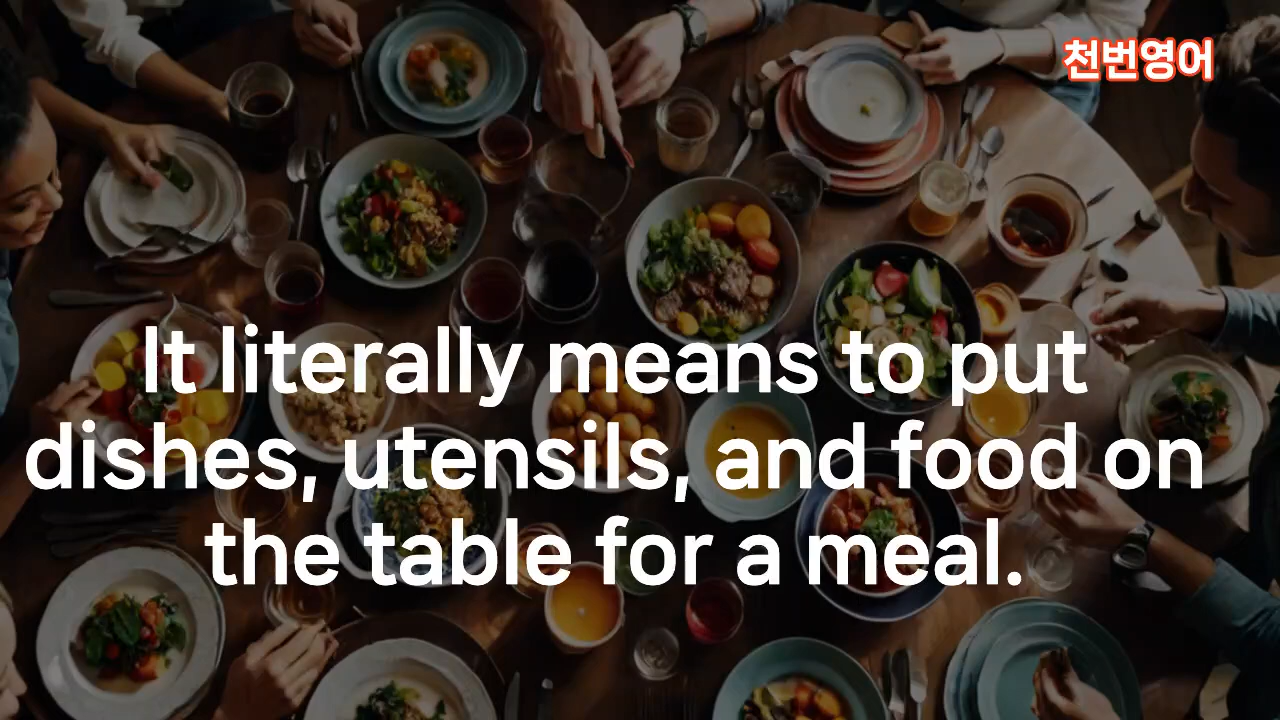 천번영어
It literally means to put
dishes, utensils, and food on
the table for a meal.